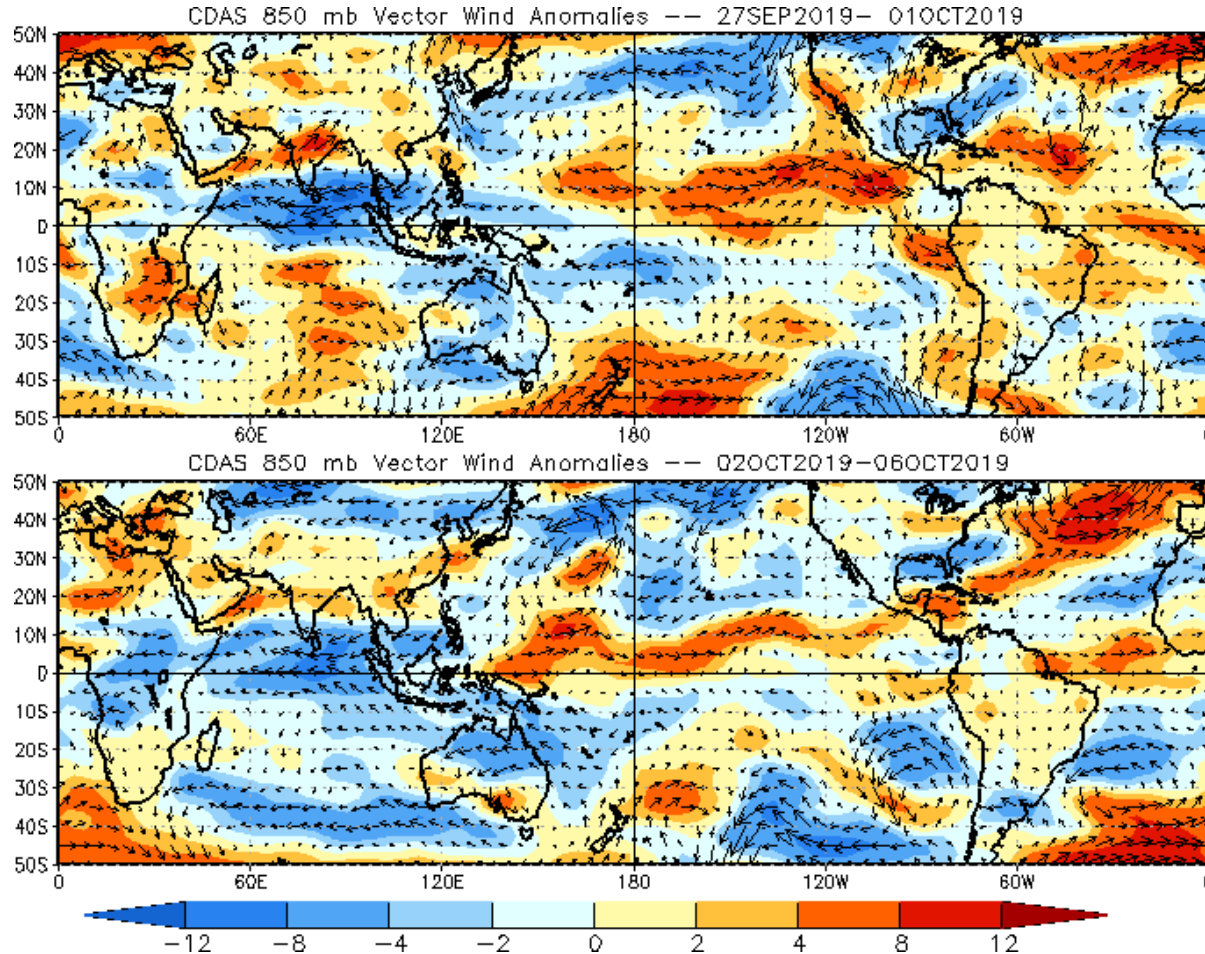 CDAS 850 mb Vector Wind Anomalies -- 27SEP2019- 01OCT2019
50N
40N
30N
20N
10N
0
10S
20S
30S
40S
50S
0 60E 120E 180 120W 60W 0
CDAS 850 mb Vector Wind Anomalies -- 02OCT2019-06OCT2019
50N
40N
30N
20N
10N
0
10S
20S
30S
40S
50S
0 60E 120E 180 120W 60W 0
-12 -8 -4 -2 0 2 4 8 12